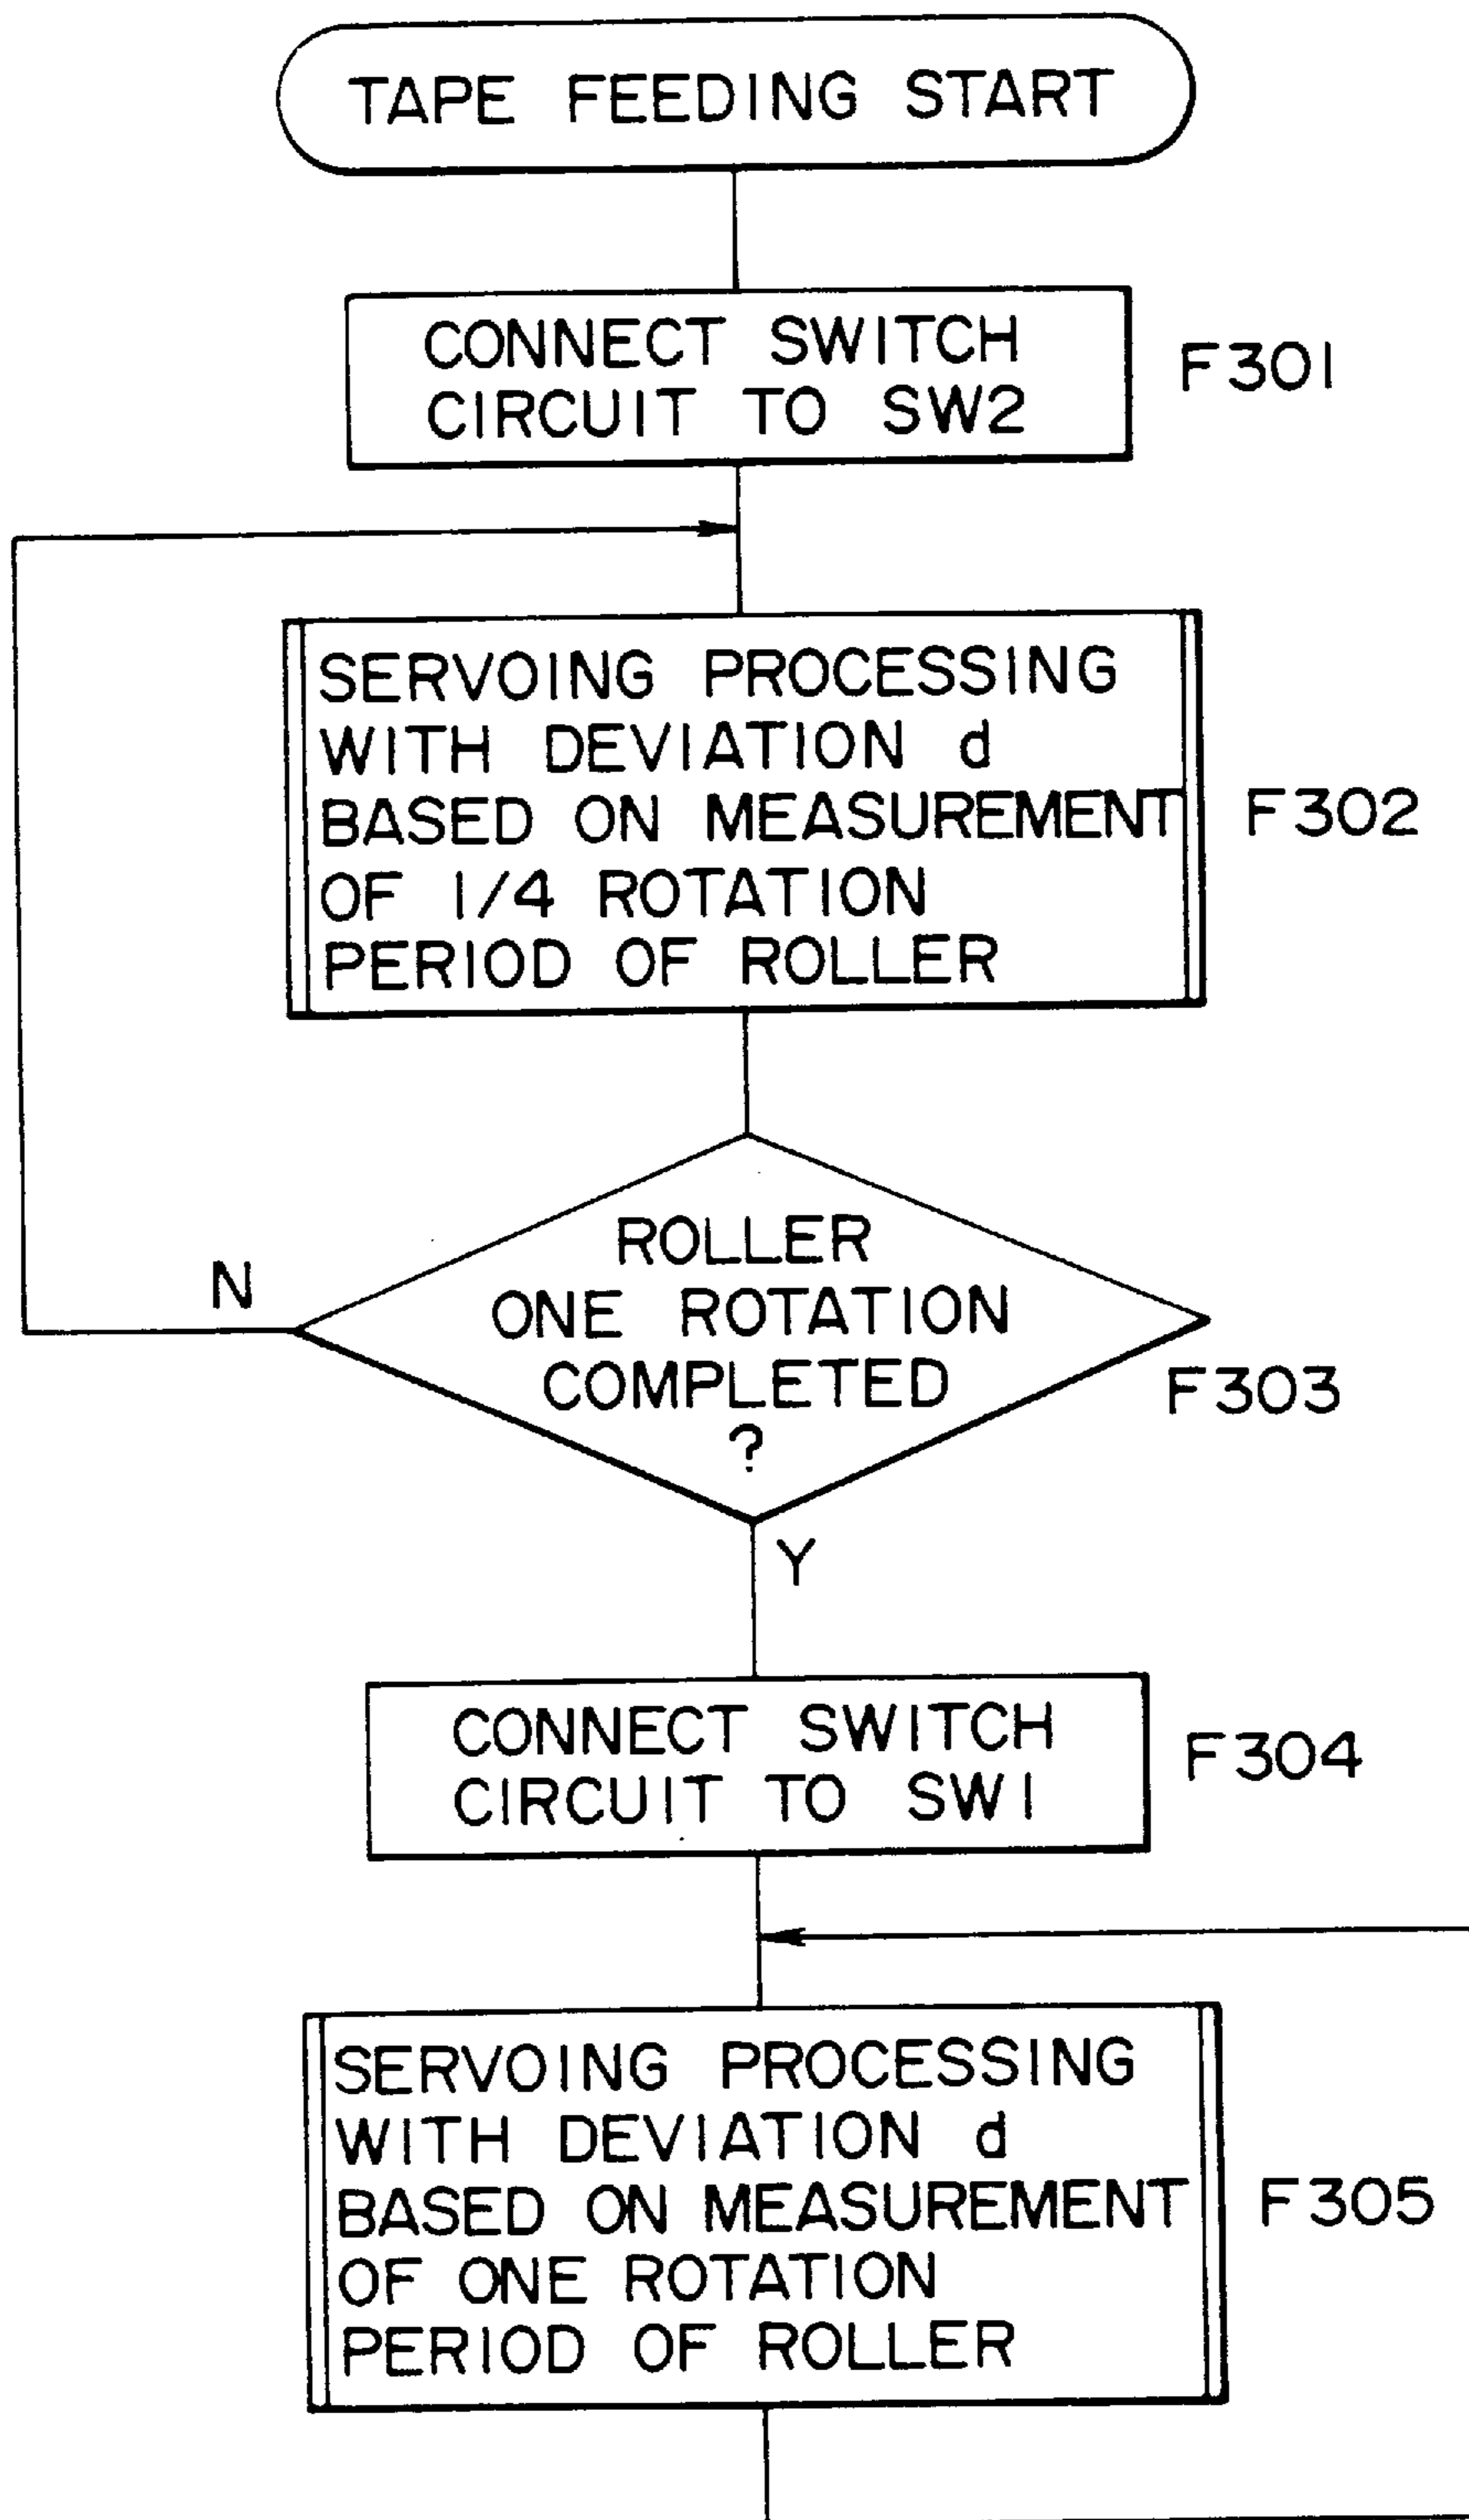 TAPE FEEDING START
CONNECT SWITCH
CIRCUIT TO SW2
F301
SERVOING PROCESSING
WITH DEVIATION d
BASED ON MEASUREMENT
OF 1/4 ROTATION
PERIOD OF ROLLER
F302
ROLLER
ONE ROTATION
COMPLETED
?
N
F303
Y
CONNECT SWITCH
CIRCUIT TO SW1
F304
SERVOING PROCESSING
WITH DEVIATION d
BASED ON MEASUREMENT
OF ONE ROTATION
PERIOD OF ROLLER
F305